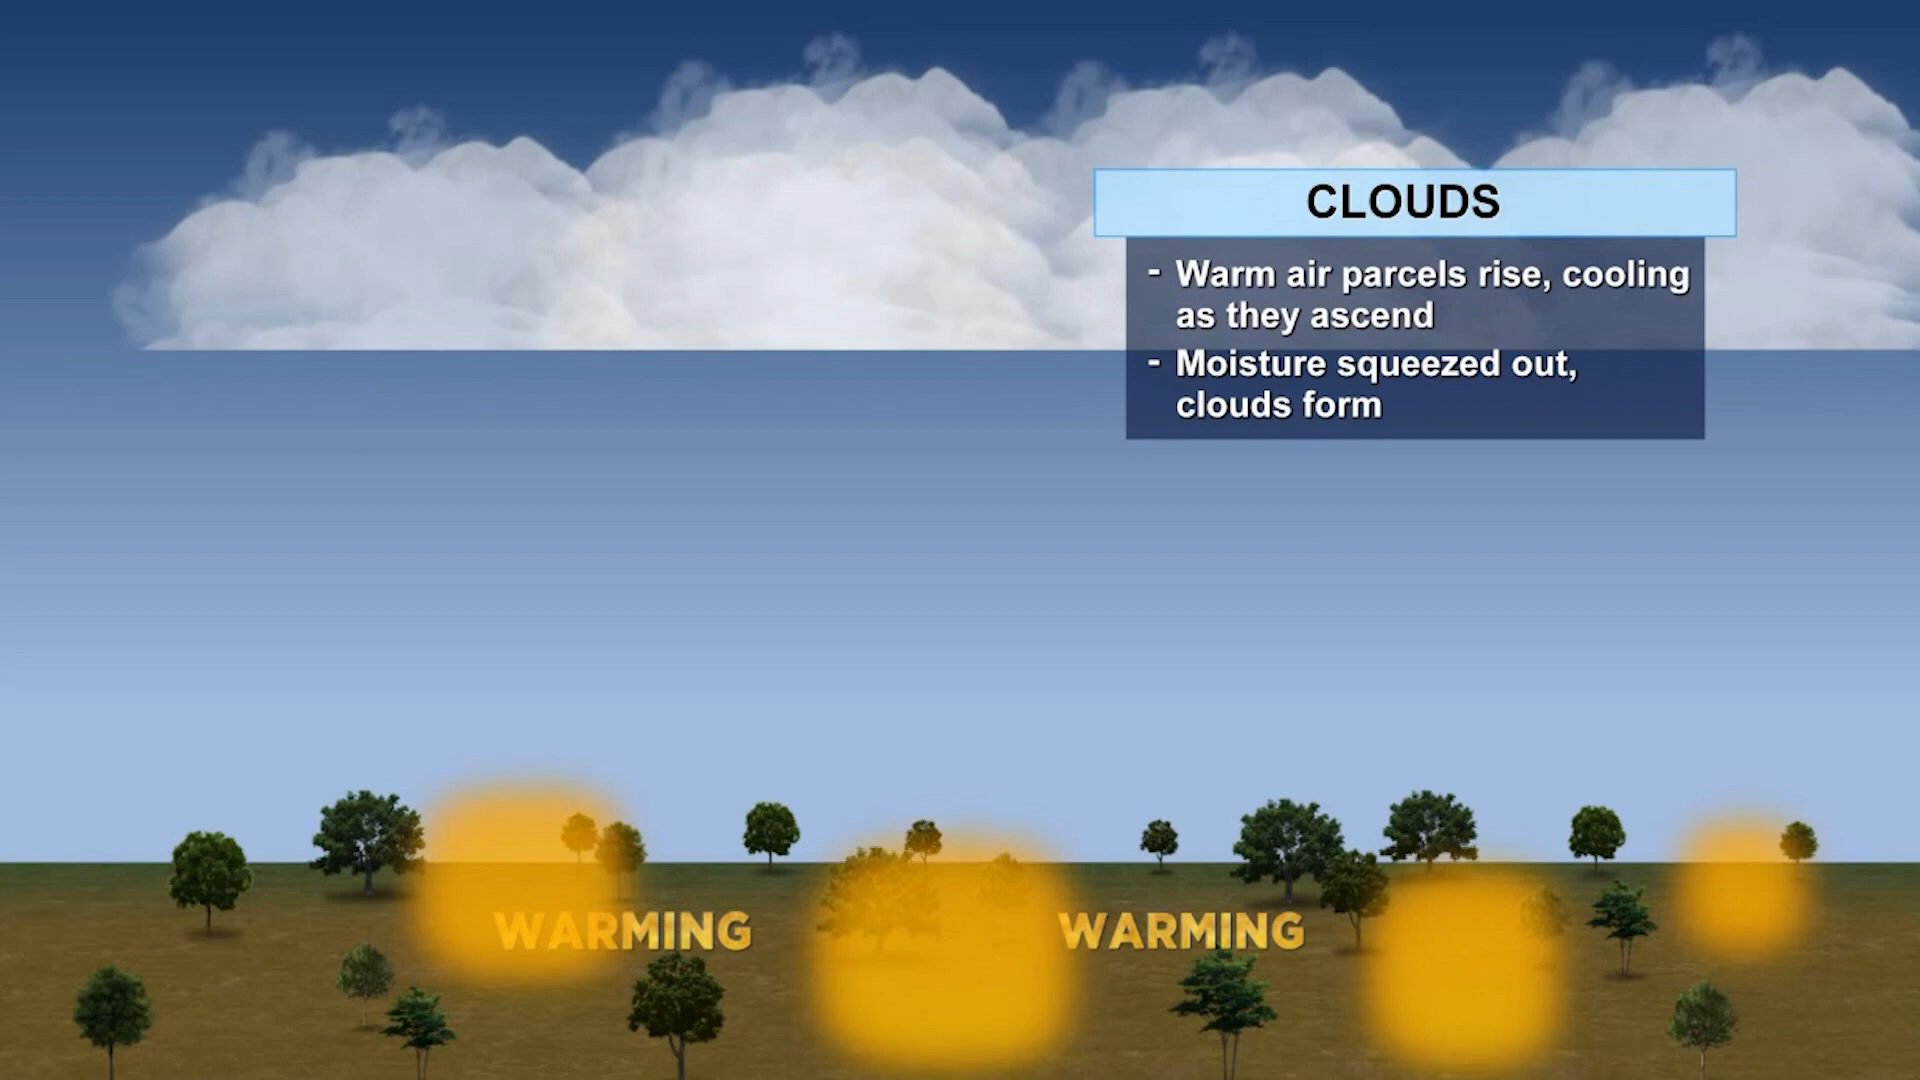 CLOUDS
- Warm air parcels rise, cooling
as they ascend
- Moisture squeezed out,
clouds form
WARMING
WARMING